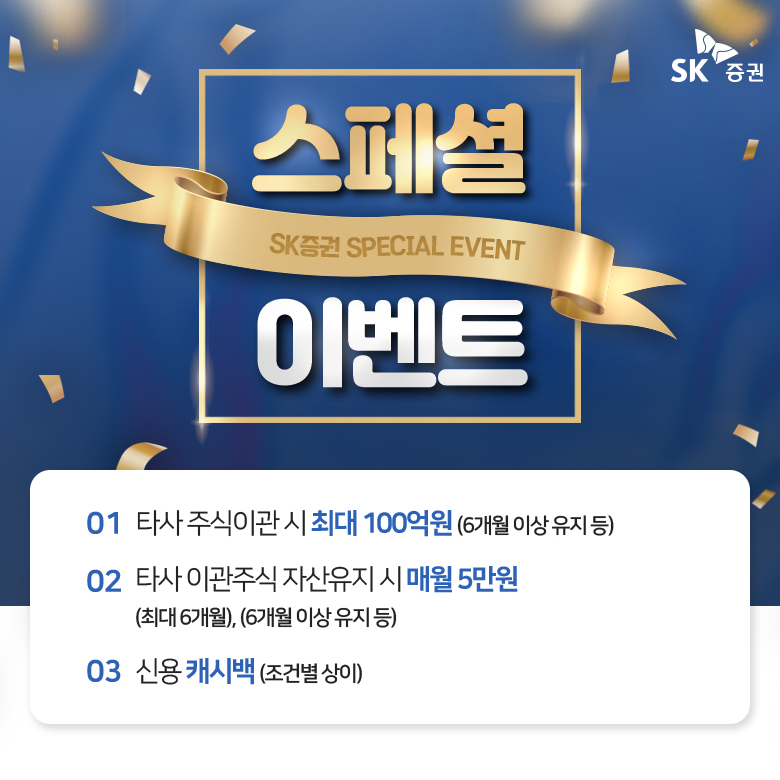 SK증권
스페셜
SK증권 SPECIAL EVENT
이벤트
01 타사 주식이관 시 최대 100억원 (6개월 이상 유지 등)
02 타사 이관주식 자산유지 시 매월 5만원
(최대 6개월), (6개월 이상 유지 등)
03 신용 캐시백 (조건별 상이)